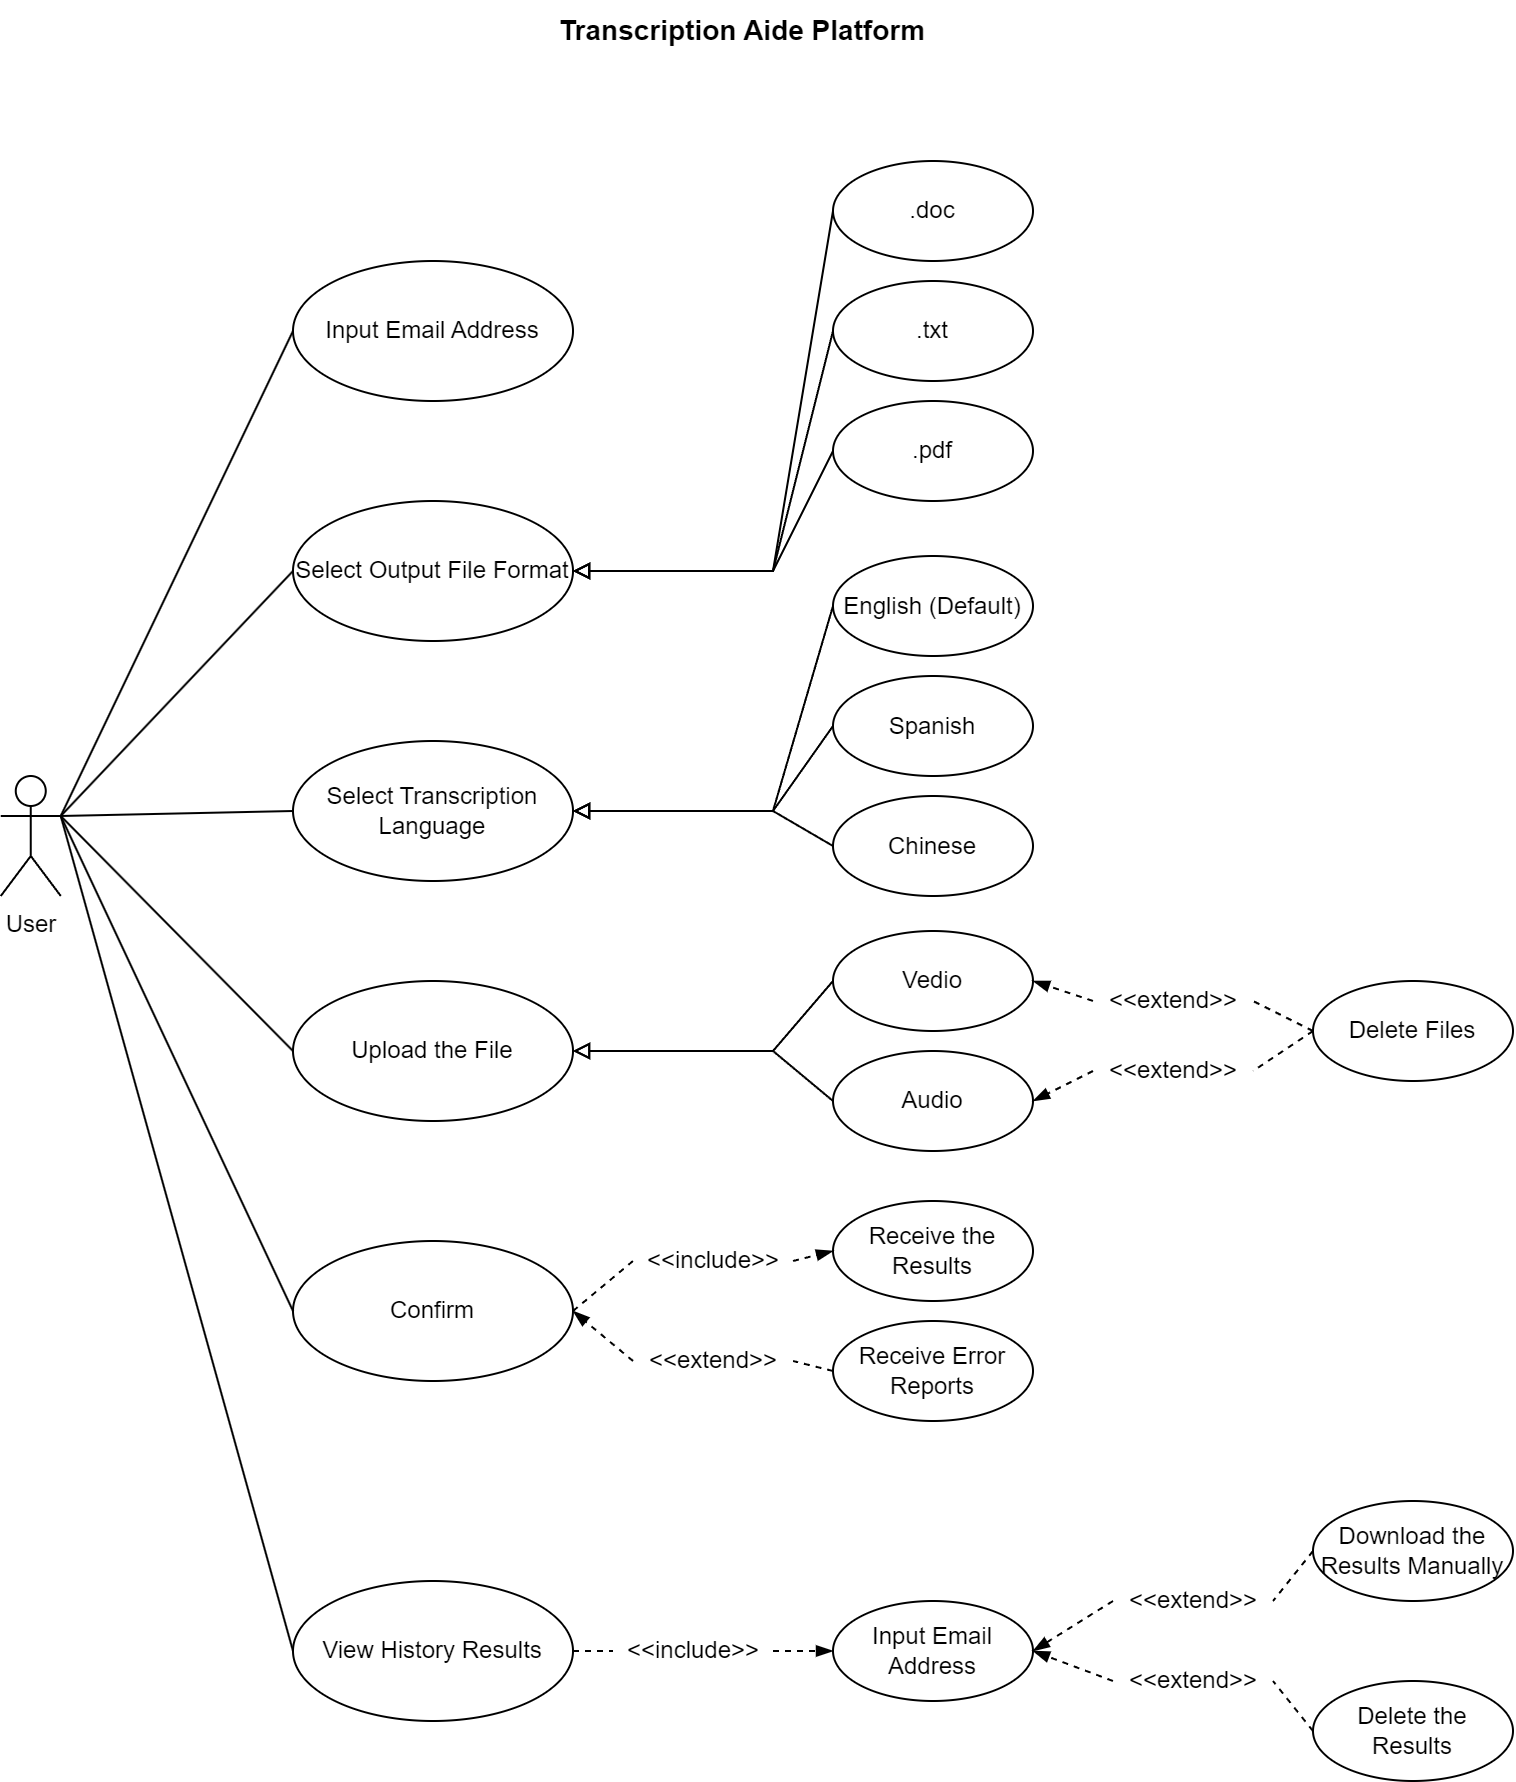 Transcription Aide Platform
.doc
.txt
.pdf
Input Email Address
Select Output File Format
English (Default)
Spanish
Chinese
Select Transcription
Language
User
Vedio
Audio
<<extend>>
<<extend>>
Delete Files
Upload the File
Confirm
<<include>>
<<extend>>
Receive the
Results
Receive Error
Reports
View History Results
<<include>>
Input Email
Address
<<extend>>
<<extend>>
Download the
Results Manually
Delete the
Results